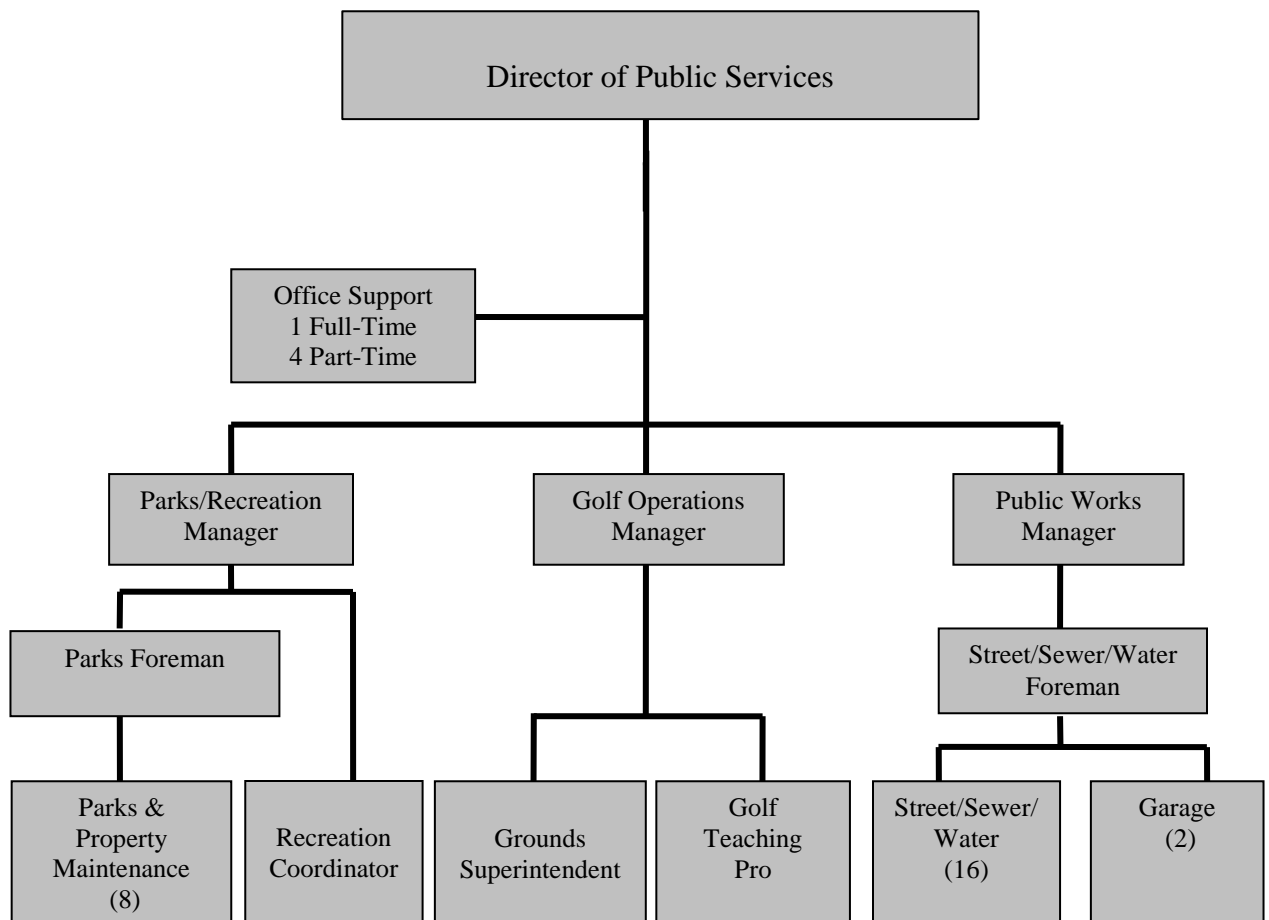 Director of Public Services
Office Support
1 Full-Time
4 Part-Time
Parks/Recreation
Manager
Golf Operations
Manager
Public Works
Manager
Parks Foreman
Street/Sewer/Water
Foreman
Parks &
Property
Maintenance
(8)
Recreation
Coordinator
Grounds
Superintendent
Golf
Teaching
Pro
Street/Sewer/
Water
(16)
Garage
(2)